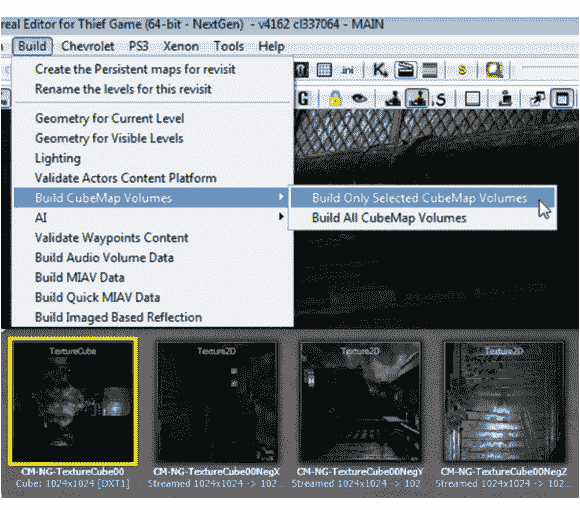 real Editor for Thief Game (64-bit - NextGen) - v4162 cl337064 - MAIN
Build Chevrolet PS3 Xenon Tools Help
Create the Persistent maps for revisit
Rename the levels for this revisit
.ini K S
G S
Geometry for Current Level
Geometry for Visible Levels
Lighting
Validate Actors Content Platform
Build CubeMap Volumes
Build Only Selected CubeMap Volumes
AI
Build All CubeMap Volumes
Validate Waypoints Content
Build Audio Volume Data
Build MIAV Data
Build Quick MIAV Data
Build Imaged Based Reflection
TextureCube Texture2D Texture2D Texture2D
CM-NG-TextureCube00 CM-NG-TextureCube00NegX CM-NG-TextureCube00NegY CM-NG-TextureCube00NegZ
Cube: 1024x1024 [DXT1] Streamed 1024x1024 -> 102... Streamed 1024x1024 -> 102 Streamed 1024x1024 -> 102...